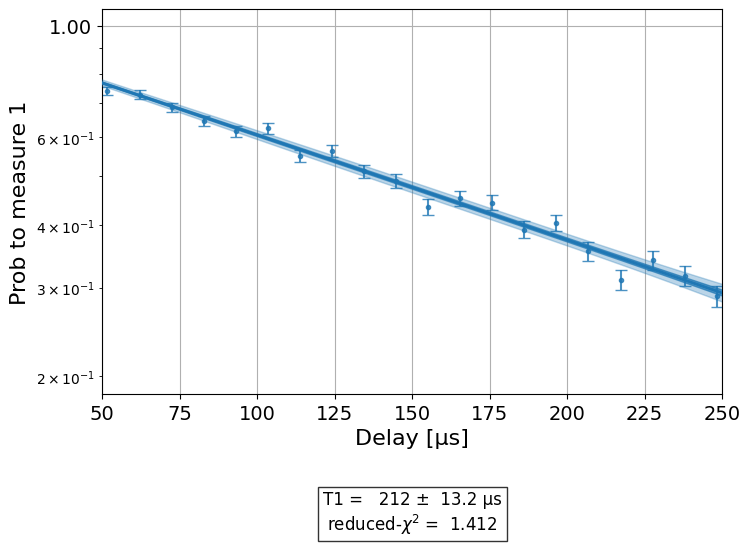 1.00
6 × 10⁻¹
4 × 10⁻¹
3 × 10⁻¹
2 × 10⁻¹
Prob to measure 1
50 75 100 125 150 175 200 225 250
Delay [μs]
T1 = 212 ± 13.2 μs
reduced-χ² = 1.412